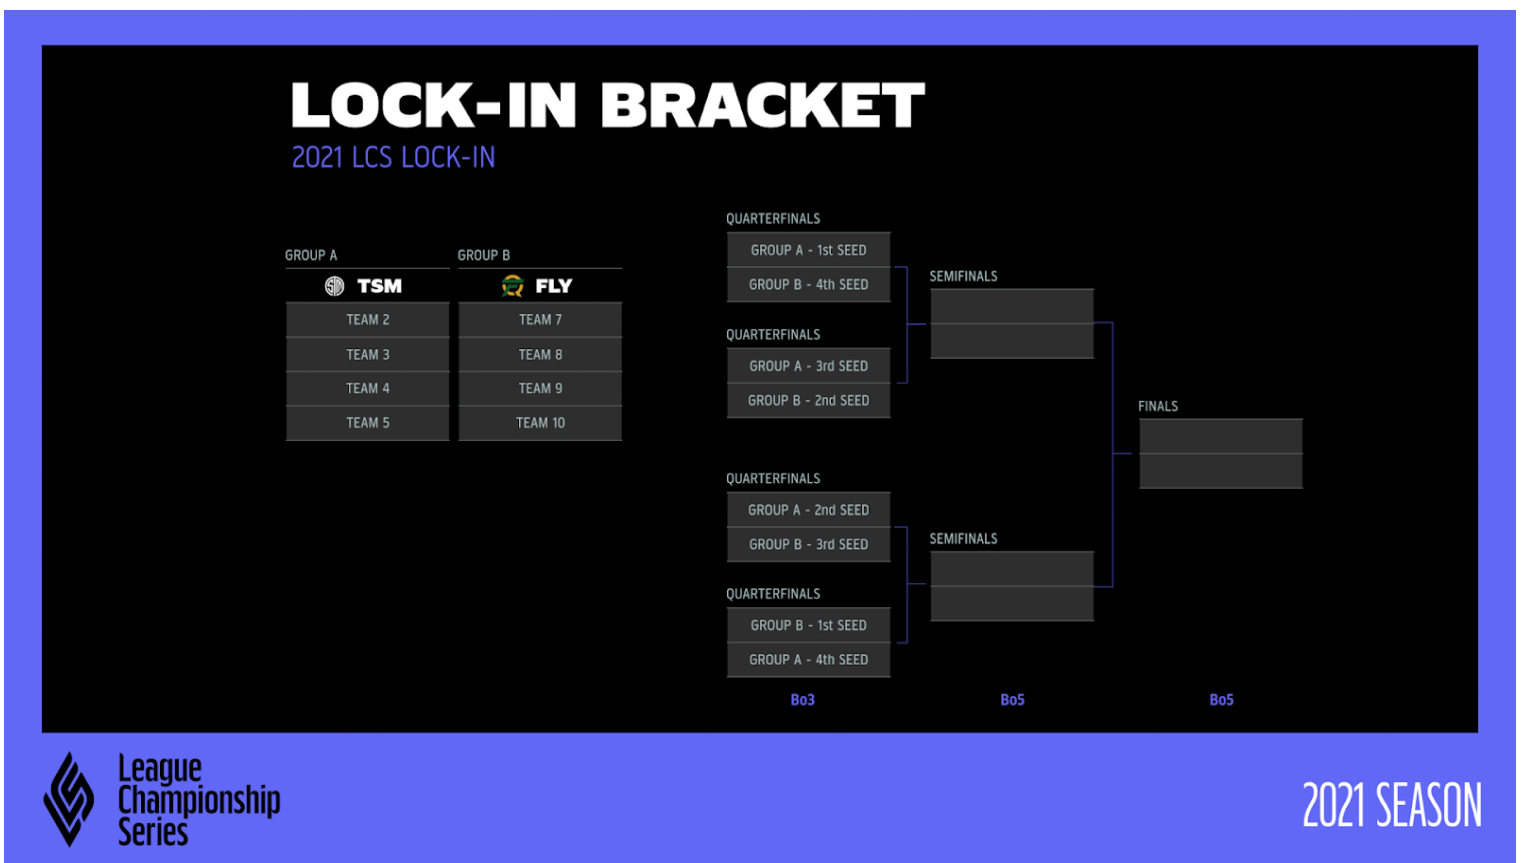 LOCK-IN BRACKET
2021 LCS LOCK-IN
GROUP A
TSM
TEAM 2
TEAM 3
TEAM 4
TEAM 5
GROUP B
FLY
TEAM 7
TEAM 8
TEAM 9
TEAM 10
QUARTERFINALS
GROUP A - 1st SEED
GROUP B - 4th SEED
QUARTERFINALS
GROUP A - 3rd SEED
GROUP B - 2nd SEED
QUARTERFINALS
GROUP A - 2nd SEED
GROUP B - 3rd SEED
QUARTERFINALS
GROUP B - 1st SEED
GROUP A - 4th SEED
Bo3
SEMIFINALS
SEMIFINALS
Bo5
FINALS
Bo5
League
Championship
Series
2021 SEASON